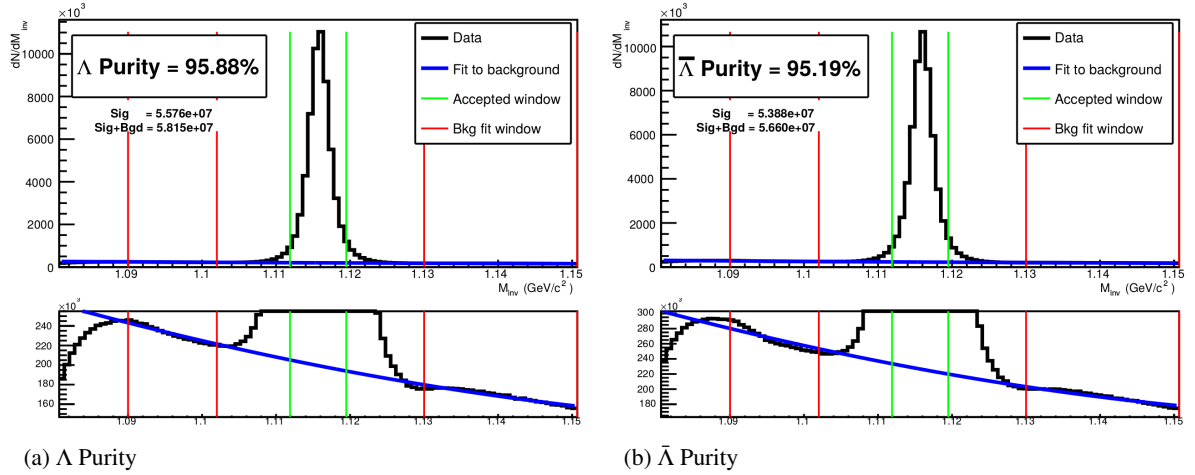 ×10³
dN/dM_inv
10000
8000
6000
4000
2000
0
Λ Purity = 95.88%
Sig = 5.576e+07
Sig+Bgd = 5.815e+07
Data
Fit to background
Accepted window
Bkg fit window
1.09 1.1 1.11 1.12 1.13 1.14 1.15
M_inv (GeV/c²)
×10³
240
220
200
180
160
1.09 1.1 1.11 1.12 1.13 1.14 1.15
(a) Λ Purity
×10³
dN/dM_inv
10000
8000
6000
4000
2000
0
Λ̅ Purity = 95.19%
Sig = 5.388e+07
Sig+Bgd = 5.660e+07
Data
Fit to background
Accepted window
Bkg fit window
1.09 1.1 1.11 1.12 1.13 1.14 1.15
M_inv (GeV/c²)
×10³
300
280
260
240
220
200
180
1.09 1.1 1.11 1.12 1.13 1.14 1.15
(b) Λ̅ Purity